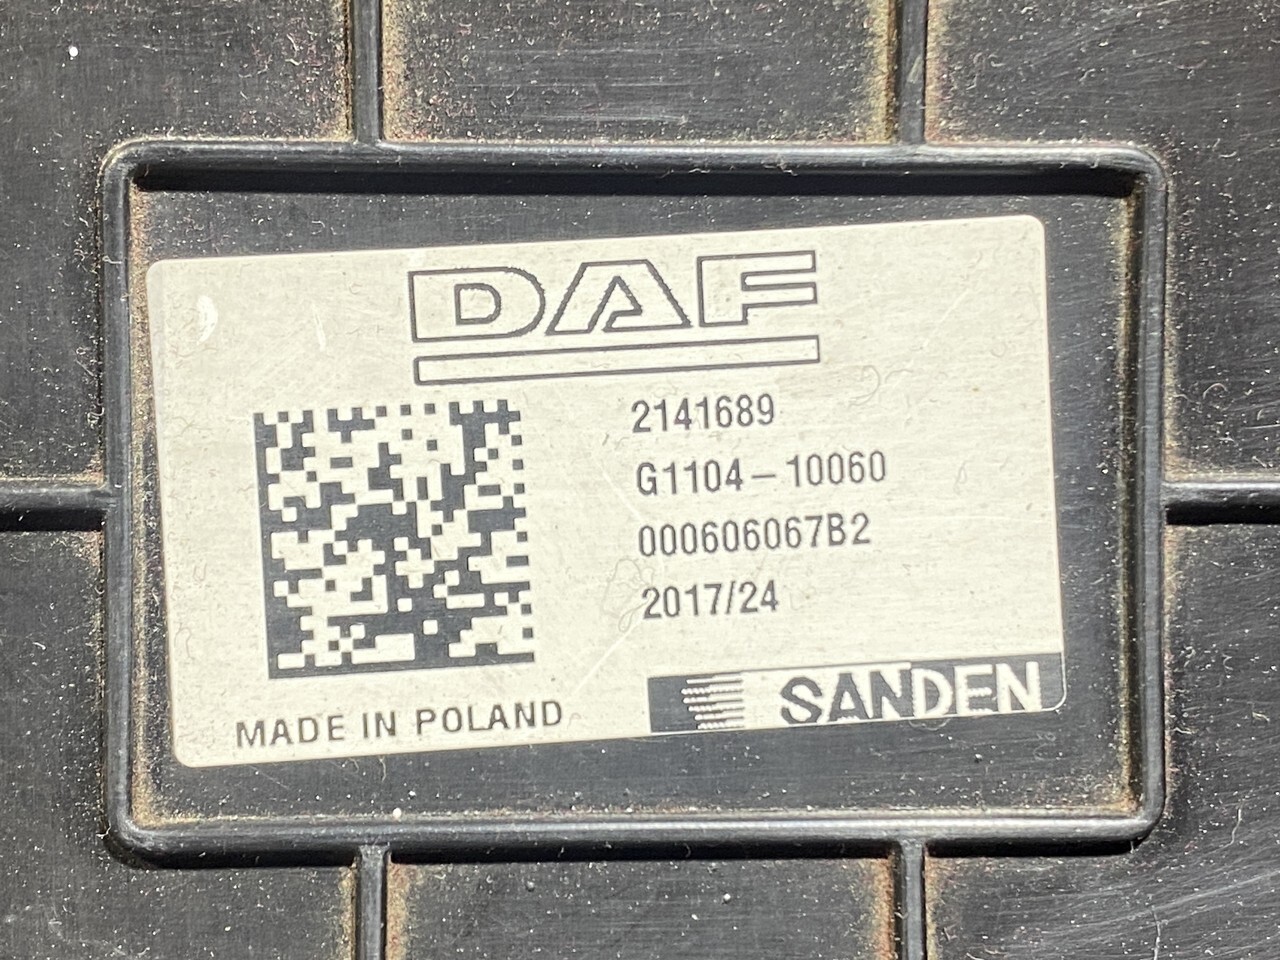 DAF
2141689
G1104-10060
000606067B2
2017/24
MADE IN POLAND
SANDEN